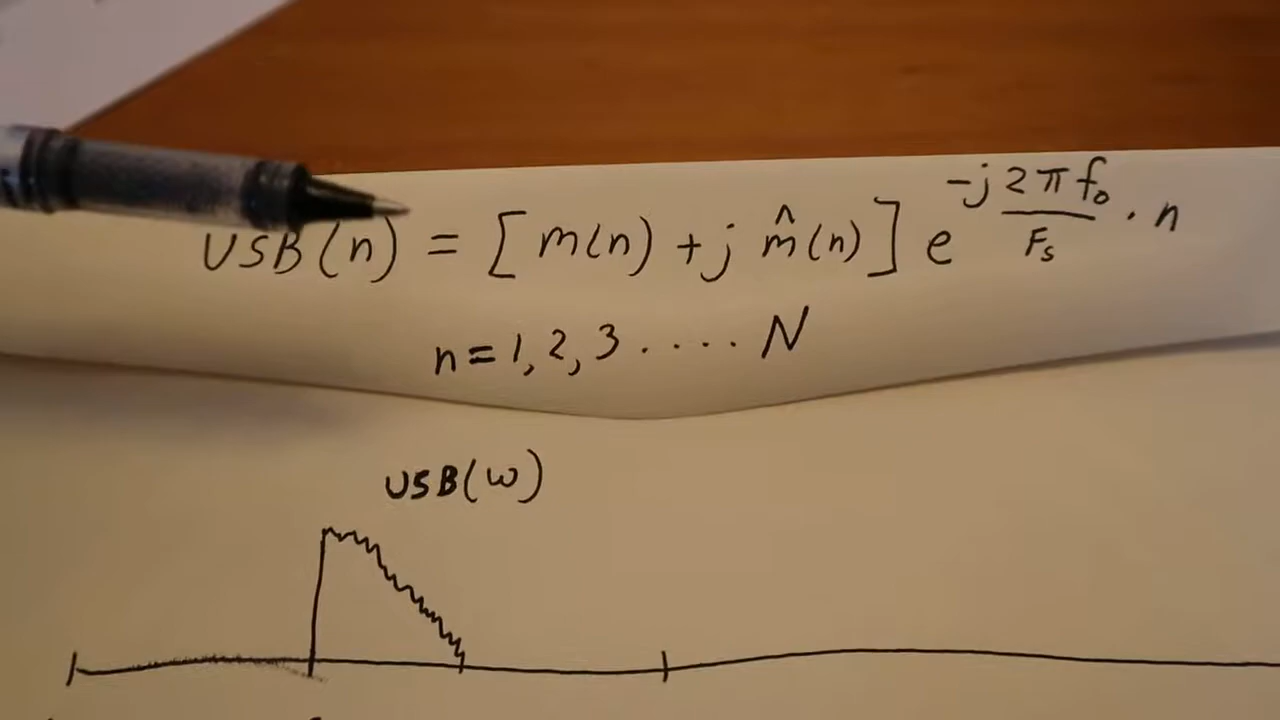 USB(n) = [m(n) + j m̂(n)] e^(-j 2πf₀/Fs · n)
n = 1, 2, 3 ..... N
USB(ω)